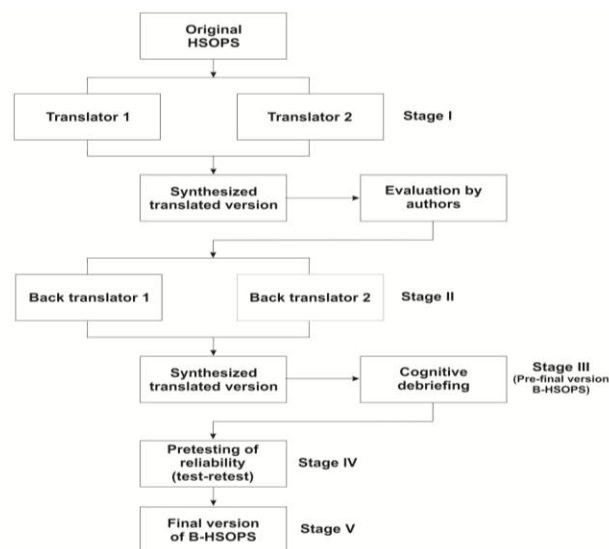 Original
HSOPS
Translator 1
Translator 2
Stage I
Synthesized
translated version
Evaluation by
authors
Back translator 1
Back translator 2
Stage II
Synthesized
translated version
Cognitive
debriefing
Stage III
(Pre-final version
B-HSOPS)
Pretesting of
reliability
(test-retest)
Stage IV
Final version
of B-HSOPS
Stage V